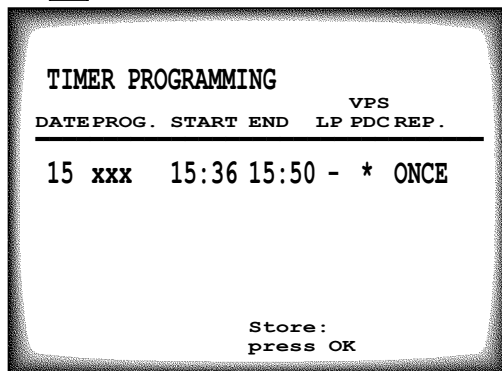 TIMER PROGRAMMING
VPS
DATE PROG. START END LP PDC REP.
15 xxx 15:36 15:50 - * ONCE
Store:
press OK